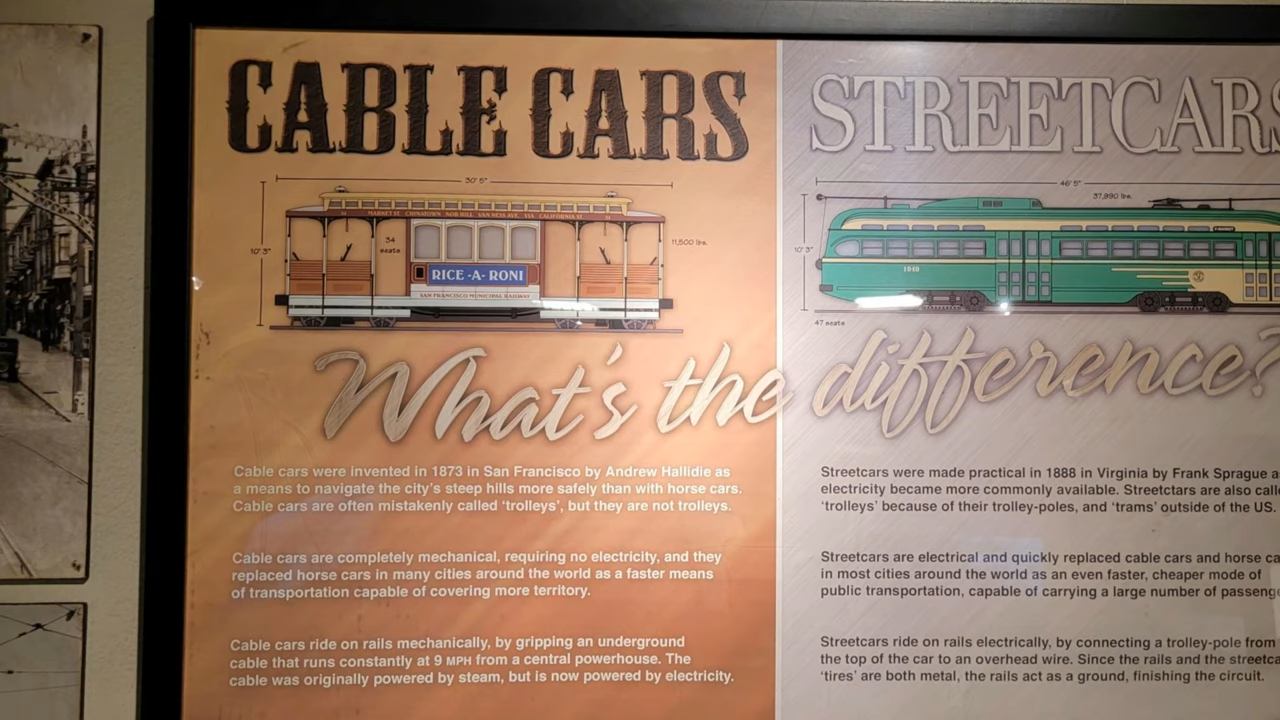 CABLE CARS
30' 5"
10' 3"
MARKET ST. CHINATOWN NOB HILL VAN NESS AVE. CALIFORNIA ST.
34
seats
11,500 lbs.
RICE-A-RONI
SAN FRANCISCO MUNICIPAL RAILWAY
STREETCARS
46' 5"
37,990 lbs.
10' 3"
1040
47 seats
What's the difference?
Cable cars were invented in 1873 in San Francisco by Andrew Hallidie as
a means to navigate the city's steep hills more safely than with horse cars.
Cable cars are often mistakenly called 'trolleys', but they are not trolleys.
Cable cars are completely mechanical, requiring no electricity, and they
replaced horse cars in many cities around the world as a faster means
of transportation capable of covering more territory.
Cable cars ride on rails mechanically, by gripping an underground
cable that runs constantly at 9 MPH from a central powerhouse. The
cable was originally powered by steam, but is now powered by electricity.
Streetcars were made practical in 1888 in Virginia by Frank Sprague a
electricity became more commonly available. Streetctars are also call
'trolleys' because of their trolley-poles, and 'trams' outside of the US.
Streetcars are electrical and quickly replaced cable cars and horse ca
in most cities around the world as an even faster, cheaper mode of
public transportation, capable of carrying a large number of passenge
Streetcars ride on rails electrically, by connecting a trolley-pole from
the top of the car to an overhead wire. Since the rails and the streetca
'tires' are both metal, the rails act as a ground, finishing the circuit.